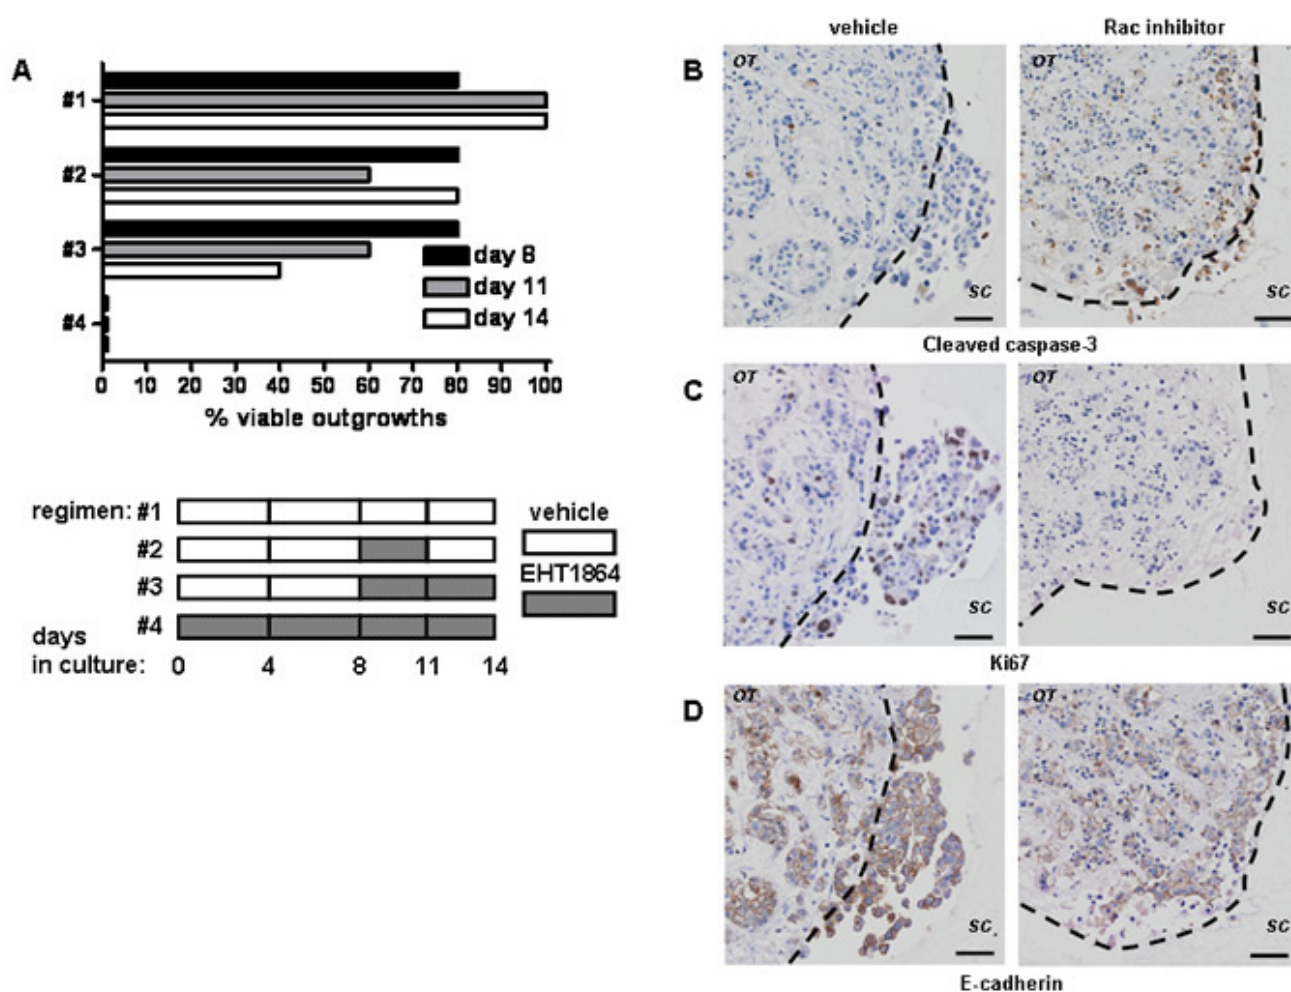 A
#1
#2
#3
#4
day 8
day 11
day 14
0 10 20 30 40 50 60 70 80 90 100
% viable outgrowths
regimen: #1
#2
#3
#4
vehicle
EHT1864
days
in culture: 0 4 8 11 14
vehicle Rac inhibitor
B
OT OT
SC SC
Cleaved caspase-3
C
OT OT
SC SC
Ki67
D
OT OT
SC SC
E-cadherin